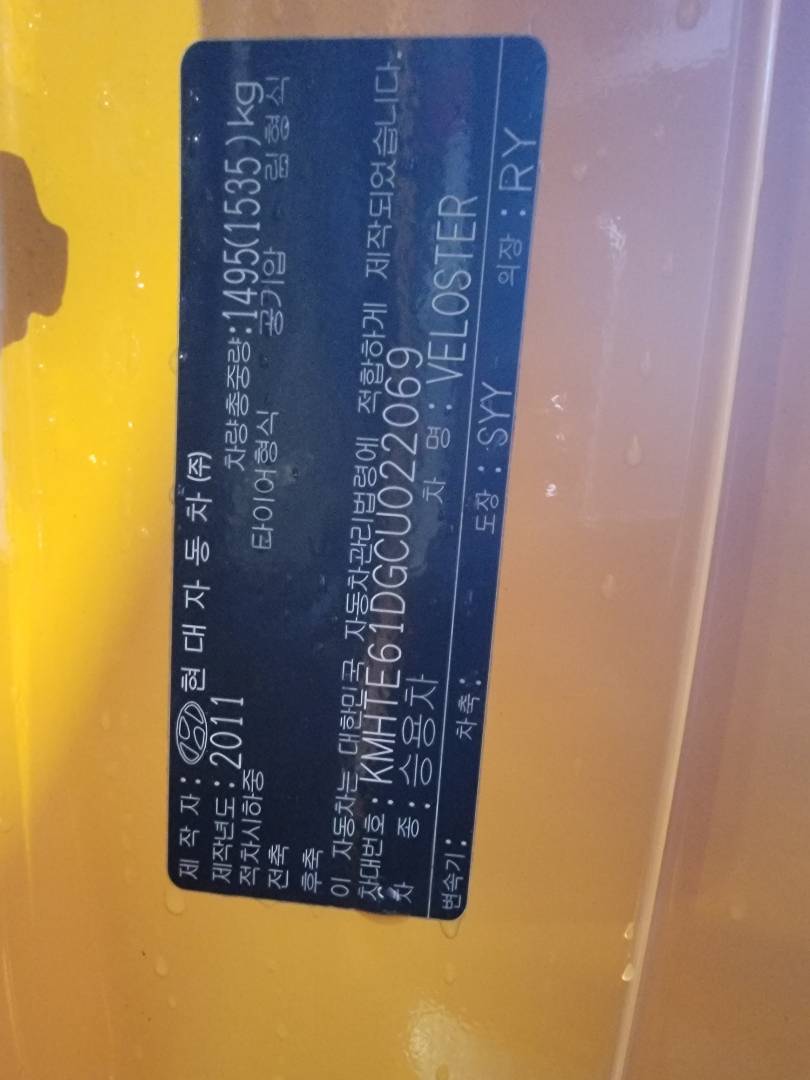 제 작 자 : 현 대 자 동 차 (주)
제작년도 : 2011 차량총중량 : 1495(1535) kg
적차시하중 타이어형식 공기압 림형식
전축
후축
이 자동차는 대한민국 자동차관리법령에 적합하게 제작되었습니다.
차대번호 : KMHTE61DGCU022069
차 종 : 승용차 차 명 : VELOSTER
변속기 : 차축 : 도장 : SYY 의장 : RY